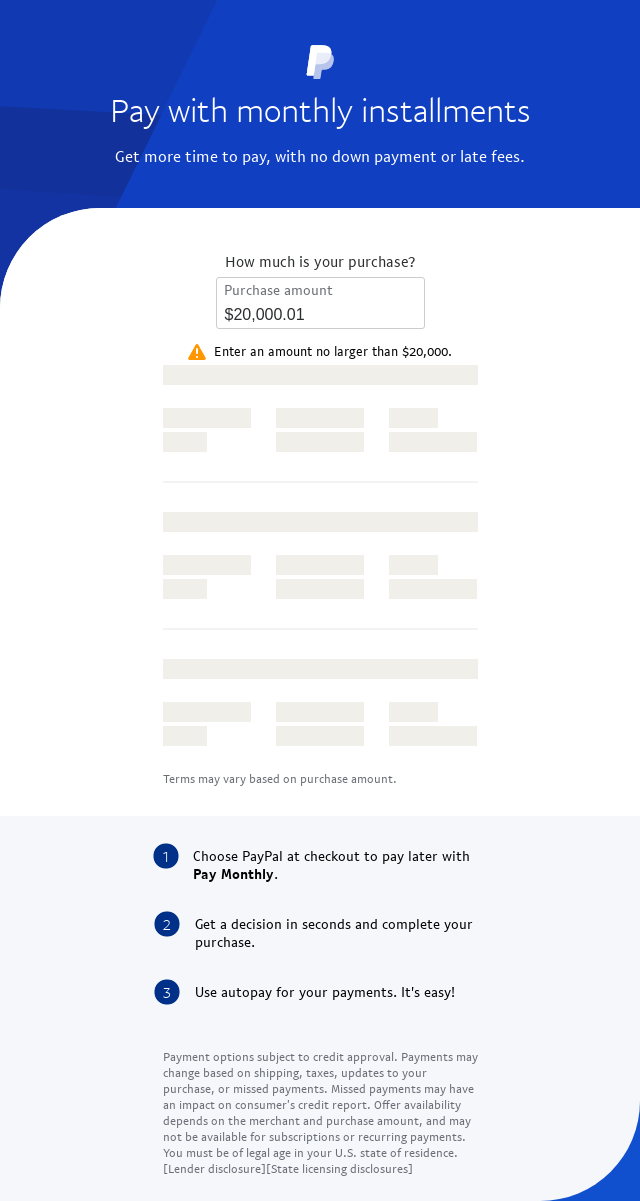 Pay with monthly installments
Get more time to pay, with no down payment or late fees.
How much is your purchase?
Purchase amount
$20,000.01
Enter an amount no larger than $20,000.
Terms may vary based on purchase amount.
1 Choose PayPal at checkout to pay later with
Pay Monthly.
2 Get a decision in seconds and complete your
purchase.
3 Use autopay for your payments. It's easy!
Payment options subject to credit approval. Payments may
change based on shipping, taxes, updates to your
purchase, or missed payments. Missed payments may have
an impact on consumer's credit report. Offer availability
depends on the merchant and purchase amount, and may
not be available for subscriptions or recurring payments.
You must be of legal age in your U.S. state of residence.
[Lender disclosure][State licensing disclosures]